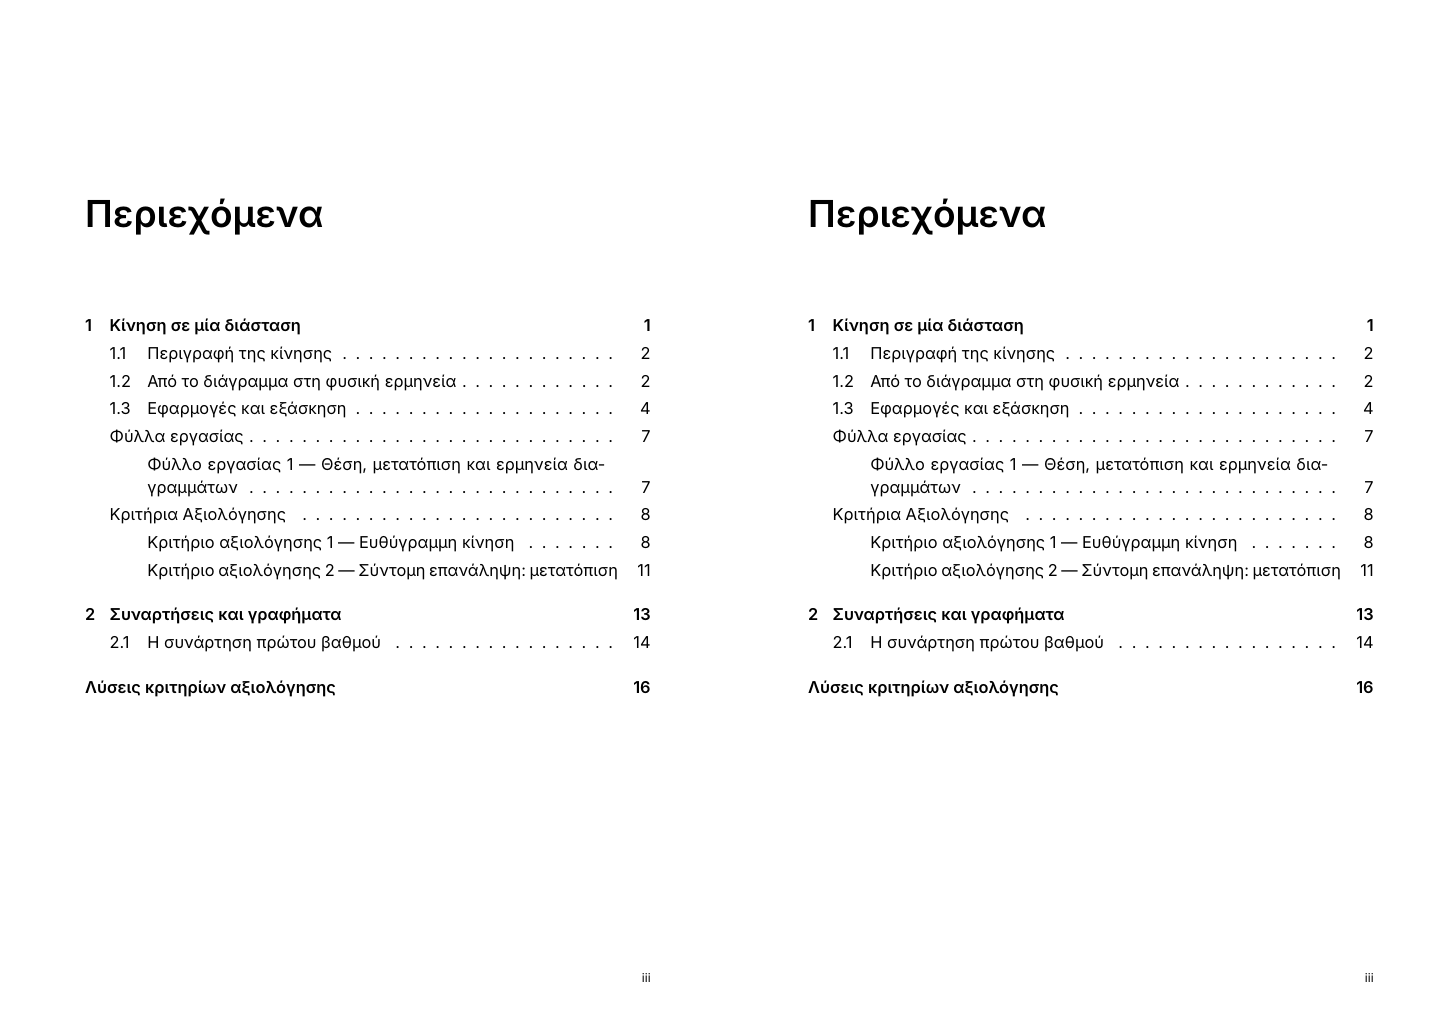 Περιεχόμενα
1 Κίνηση σε μία διάσταση 1
1.1 Περιγραφή της κίνησης . . . . . . . . . . . . . . . . . . . . . 2
1.2 Από το διάγραμμα στη φυσική ερμηνεία . . . . . . . . . . . . 2
1.3 Εφαρμογές και εξάσκηση . . . . . . . . . . . . . . . . . . . . 4
Φύλλα εργασίας . . . . . . . . . . . . . . . . . . . . . . . . . . . . 7
Φύλλο εργασίας 1 — Θέση, μετατόπιση και ερμηνεία δια-
γραμμάτων . . . . . . . . . . . . . . . . . . . . . . . . . . . . 7
Κριτήρια Αξιολόγησης . . . . . . . . . . . . . . . . . . . . . . . . 8
Κριτήριο αξιολόγησης 1 — Ευθύγραμμη κίνηση . . . . . . . 8
Κριτήριο αξιολόγησης 2 — Σύντομη επανάληψη: μετατόπιση 11
2 Συναρτήσεις και γραφήματα 13
2.1 Η συνάρτηση πρώτου βαθμού . . . . . . . . . . . . . . . . . 14
Λύσεις κριτηρίων αξιολόγησης 16
iii
Περιεχόμενα
1 Κίνηση σε μία διάσταση 1
1.1 Περιγραφή της κίνησης . . . . . . . . . . . . . . . . . . . . . 2
1.2 Από το διάγραμμα στη φυσική ερμηνεία . . . . . . . . . . . . 2
1.3 Εφαρμογές και εξάσκηση . . . . . . . . . . . . . . . . . . . . 4
Φύλλα εργασίας . . . . . . . . . . . . . . . . . . . . . . . . . . . . 7
Φύλλο εργασίας 1 — Θέση, μετατόπιση και ερμηνεία δια-
γραμμάτων . . . . . . . . . . . . . . . . . . . . . . . . . . . . 7
Κριτήρια Αξιολόγησης . . . . . . . . . . . . . . . . . . . . . . . . 8
Κριτήριο αξιολόγησης 1 — Ευθύγραμμη κίνηση . . . . . . . 8
Κριτήριο αξιολόγησης 2 — Σύντομη επανάληψη: μετατόπιση 11
2 Συναρτήσεις και γραφήματα 13
2.1 Η συνάρτηση πρώτου βαθμού . . . . . . . . . . . . . . . . . 14
Λύσεις κριτηρίων αξιολόγησης 16
iii